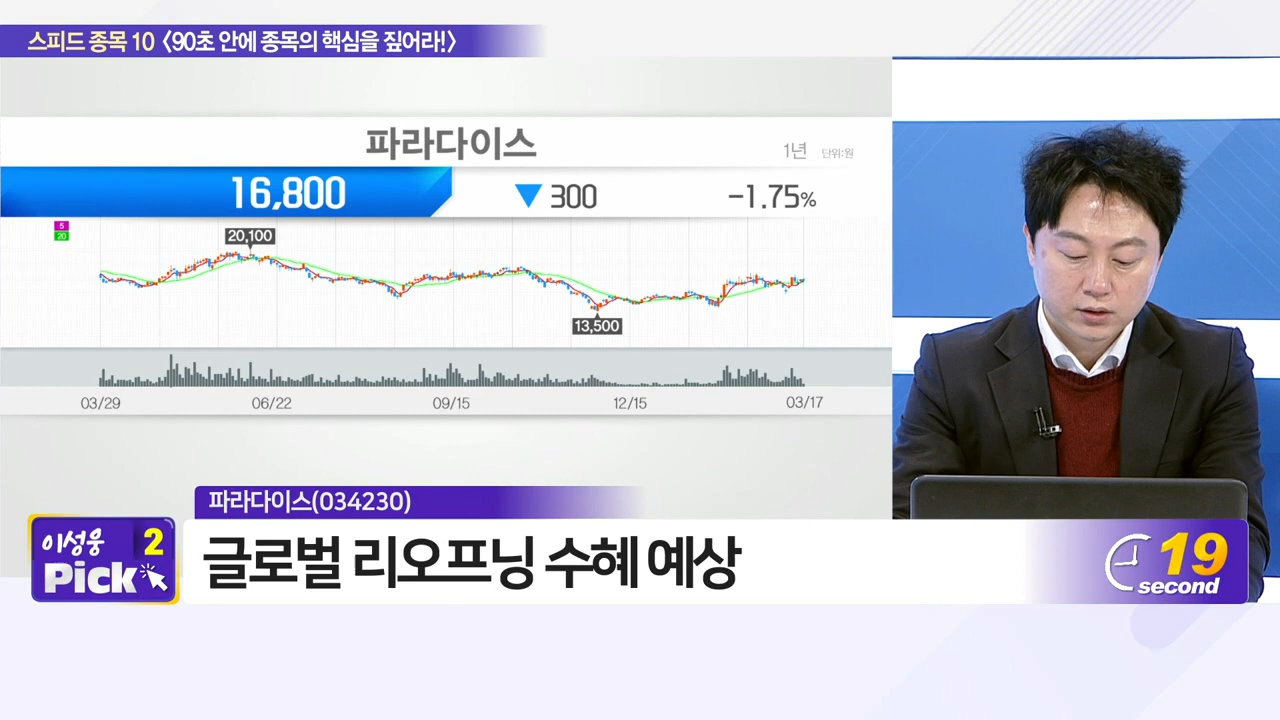 스피드 종목 10 〈90초 안에 종목의 핵심을 짚어라!〉
파라다이스
1년 단위:원
16,800 ▼ 300 -1.75%
5
20
20,100
13,500
03/29 06/22 09/15 12/15 03/17
파라다이스(034230)
이성웅 2
Pick
글로벌 리오프닝 수혜 예상
19
second